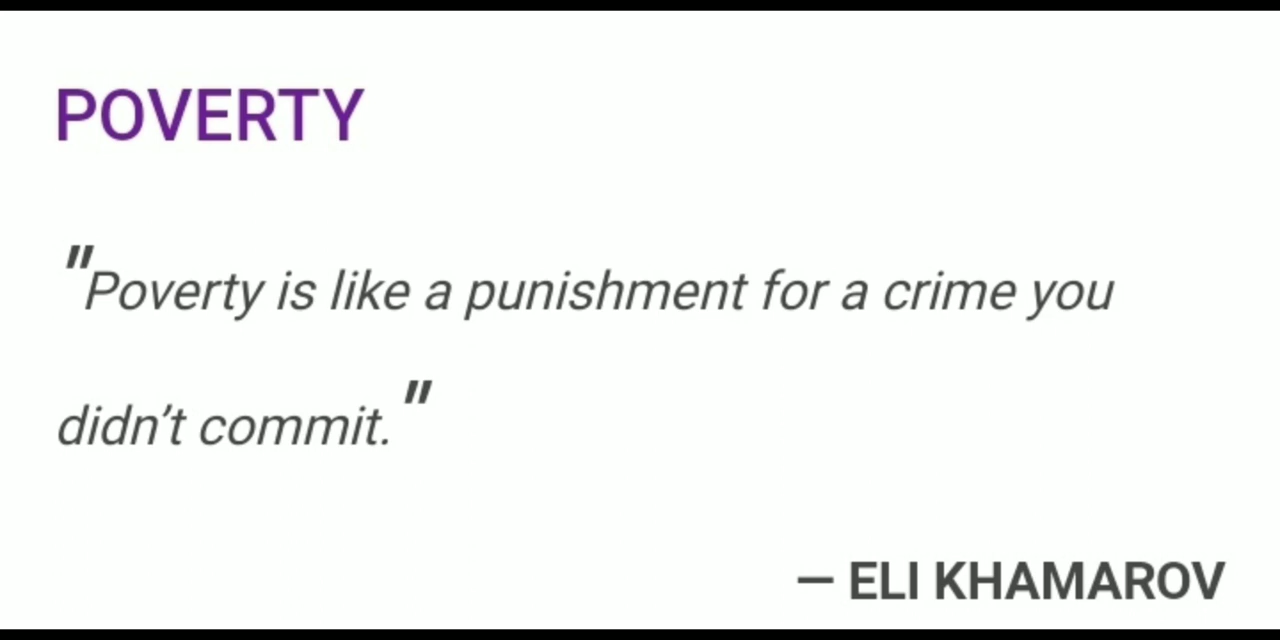 POVERTY
"Poverty is like a punishment for a crime you
didn’t commit."
— ELI KHAMAROV